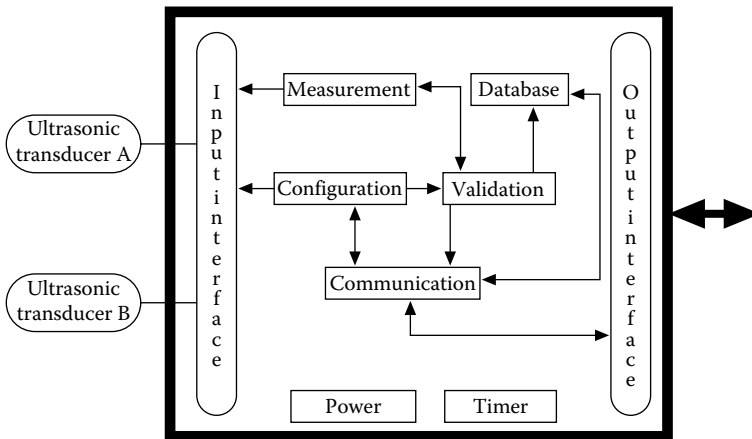 Ultrasonic
transducer A
Ultrasonic
transducer B
Input interface
Measurement
Database
Configuration
Validation
Communication
Power
Timer
Output interface